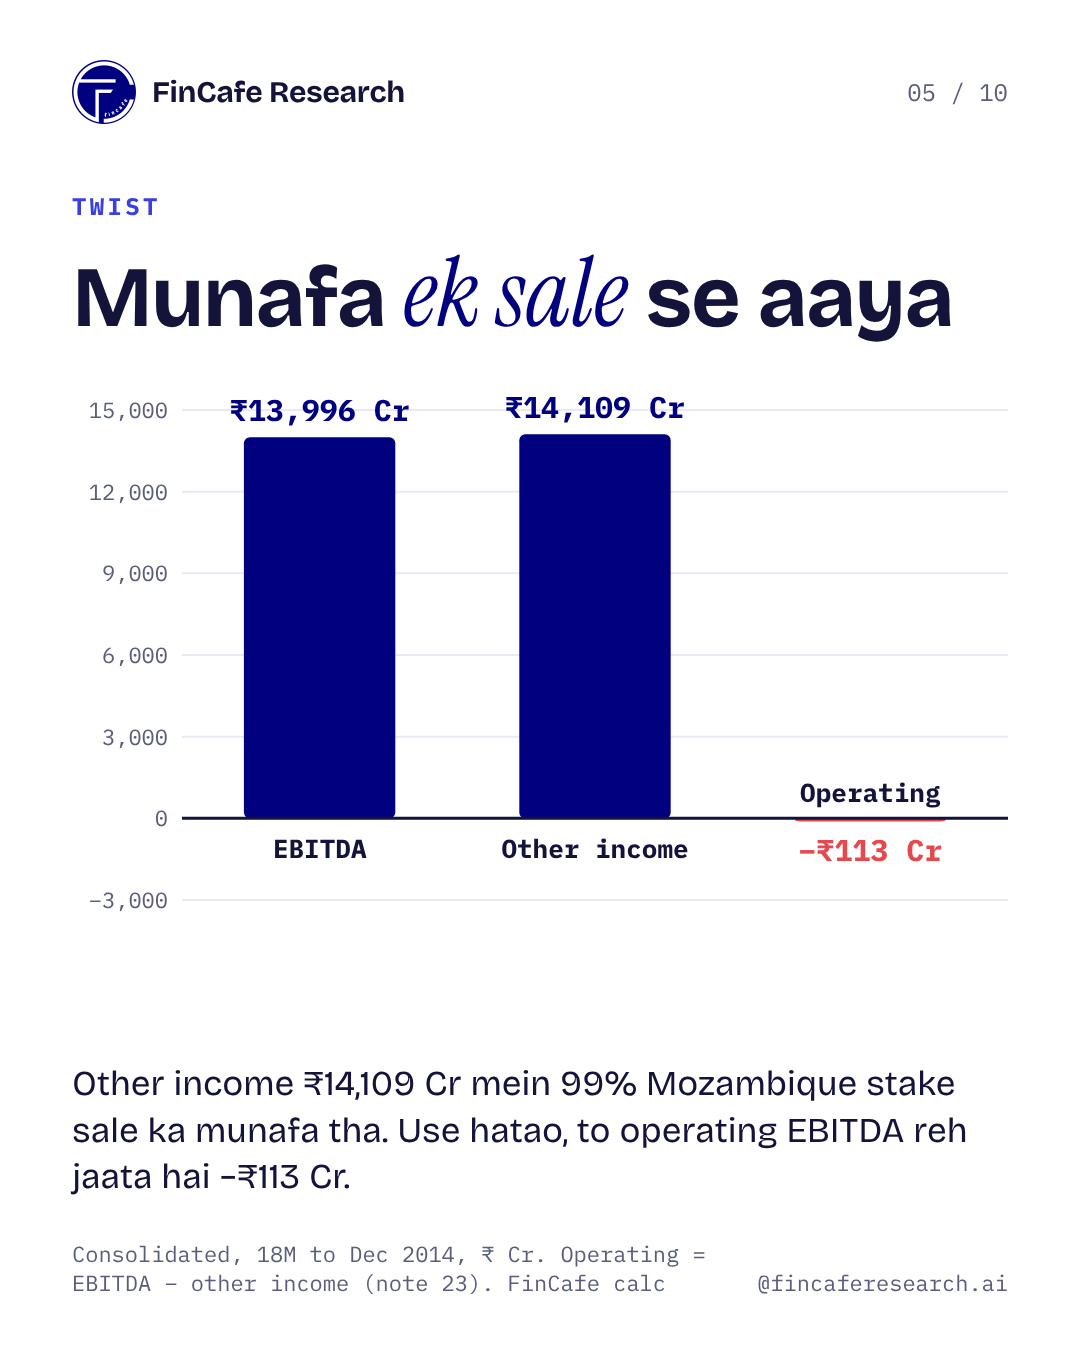 FinCafe Research
05 / 10
TWIST
Munafa ek sale se aaya
₹13,996 Cr
₹14,109 Cr
15,000
12,000
9,000
6,000
3,000
0
−3,000
Operating
EBITDA
Other income
−₹113 Cr
Other income ₹14,109 Cr mein 99% Mozambique stake
sale ka munafa tha. Use hatao, to operating EBITDA reh
jaata hai −₹113 Cr.
Consolidated, 18M to Dec 2014, ₹ Cr. Operating =
EBITDA − other income (note 23). FinCafe calc
@fincaferesearch.ai